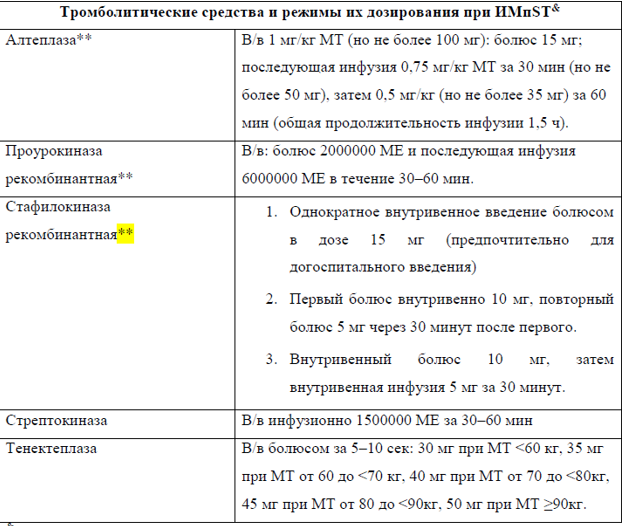 Тромболитические средства и режимы их дозирования при ИМпST&
Алтеплаза**
В/в 1 мг/кг МТ (но не более 100 мг): болюс 15 мг;
последующая инфузия 0,75 мг/кг МТ за 30 мин (но не
более 50 мг), затем 0,5 мг/кг (но не более 35 мг) за 60
мин (общая продолжительность инфузии 1,5 ч).
Проурокиназа
рекомбинантная**
В/в: болюс 2000000 МЕ и последующая инфузия
6000000 МЕ в течение 30–60 мин.
Стафилокиназа
рекомбинантная**
1. Однократное внутривенное введение болюсом
в дозе 15 мг (предпочтительно для
догоспитального введения)
2. Первый болюс внутривенно 10 мг, повторный
болюс 5 мг через 30 минут после первого.
3. Внутривенный болюс 10 мг, затем
внутривенная инфузия 5 мг за 30 минут.
Стрептокиназа
В/в инфузионно 1500000 МЕ за 30–60 мин
Тенектеплаза
В/в болюсом за 5–10 сек: 30 мг при МТ <60 кг, 35 мг
при МТ от 60 до <70 кг, 40 мг при МТ от 70 до <80кг,
45 мг при МТ от 80 до <90кг, 50 мг при МТ ≥90кг.